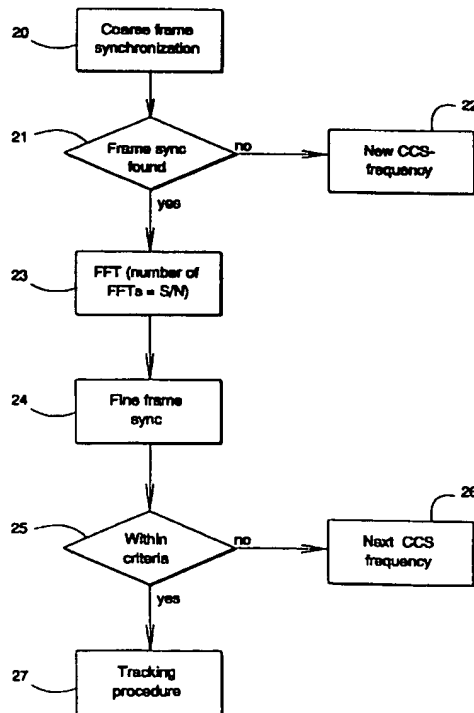 20
Coarse frame
synchronization
21
Frame sync
found
no
22
New CCS-
frequency
yes
23
FFT (number of
FFTs = S/N)
24
Fine frame
sync
25
Within
criteria
no
26
Next CCS
frequency
yes
27
Tracking
procedure